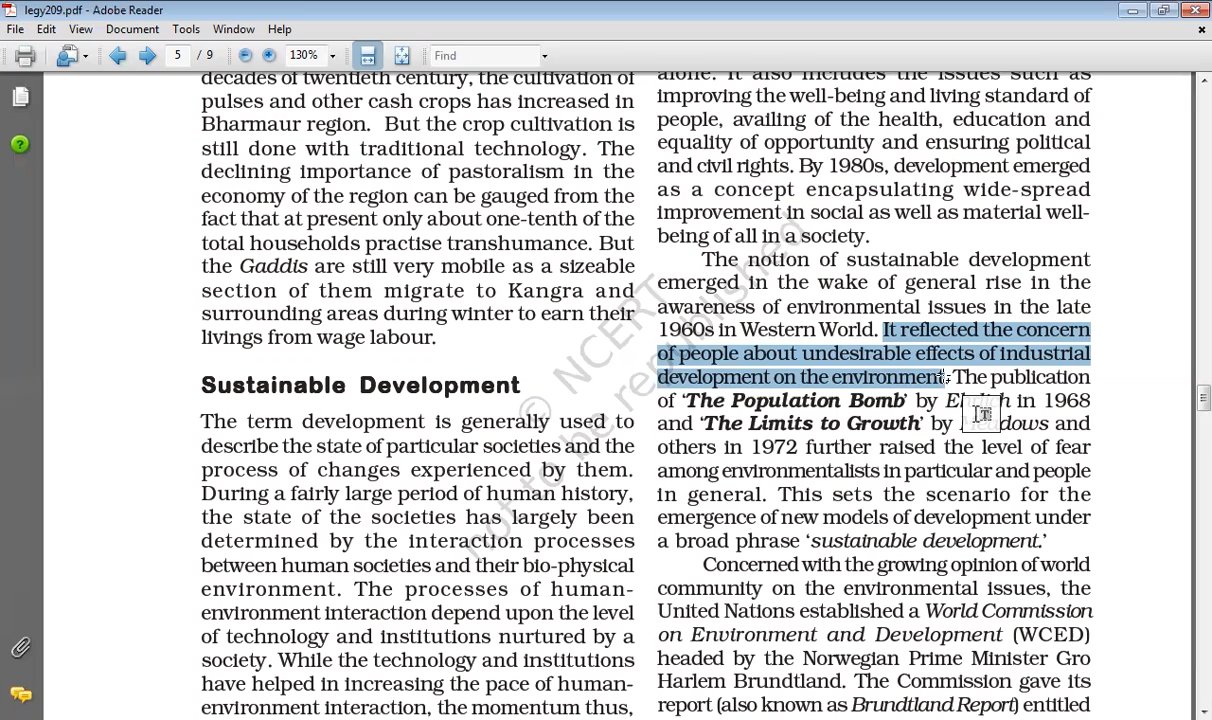 legy209.pdf - Adobe Reader
File Edit View Document Tools Window Help
5 / 9 130% Find
decades of twentieth century, the cultivation of
pulses and other cash crops has increased in
Bharmaur region. But the crop cultivation is
still done with traditional technology. The
declining importance of pastoralism in the
economy of the region can be gauged from the
fact that at present only about one-tenth of the
total households practise transhumance. But
the Gaddis are still very mobile as a sizeable
section of them migrate to Kangra and
surrounding areas during winter to earn their
livings from wage labour.
Sustainable Development
The term development is generally used to
describe the state of particular societies and the
process of changes experienced by them.
During a fairly large period of human history,
the state of the societies has largely been
determined by the interaction processes
between human societies and their bio-physical
environment. The processes of human-
environment interaction depend upon the level
of technology and institutions nurtured by a
society. While the technology and institutions
have helped in increasing the pace of human-
environment interaction, the momentum thus,
alone. It also includes the issues such as
improving the well-being and living standard of
people, availing of the health, education and
equality of opportunity and ensuring political
and civil rights. By 1980s, development emerged
as a concept encapsulating wide-spread
improvement in social as well as material well-
being of all in a society.
The notion of sustainable development
emerged in the wake of general rise in the
awareness of environmental issues in the late
1960s in Western World. It reflected the concern
of people about undesirable effects of industrial
development on the environment. The publication
of ‘The Population Bomb’ by in 1968
and ‘The Limits to Growth’ by and
others in 1972 further raised the level of fear
among environmentalists in particular and people
in general. This sets the scenario for the
emergence of new models of development under
a broad phrase ‘sustainable development.’
Concerned with the growing opinion of world
community on the environmental issues, the
United Nations established a World Commission
on Environment and Development (WCED)
headed by the Norwegian Prime Minister Gro
Harlem Brundtland. The Commission gave its
report (also known as Brundtland Report) entitled
© NCERT
not to be republished